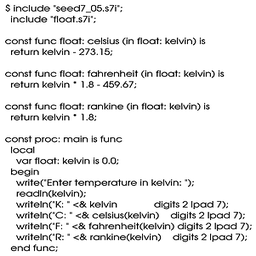 $ include "seed7_05.s7i";
include "float.s7i";
const func float: celsius (in float: kelvin) is
return kelvin - 273.15;
const func float: fahrenheit (in float: kelvin) is
return kelvin * 1.8 - 459.67;
const func float: rankine (in float: kelvin) is
return kelvin * 1.8;
const proc: main is func
local
var float: kelvin is 0.0;
begin
write("Enter temperature in kelvin: ");
readln(kelvin);
writeln("K: " <& kelvin digits 2 lpad 7);
writeln("C: " <& celsius(kelvin) digits 2 lpad 7);
writeln("F: " <& fahrenheit(kelvin) digits 2 lpad 7);
writeln("R: " <& rankine(kelvin) digits 2 lpad 7);
end func;